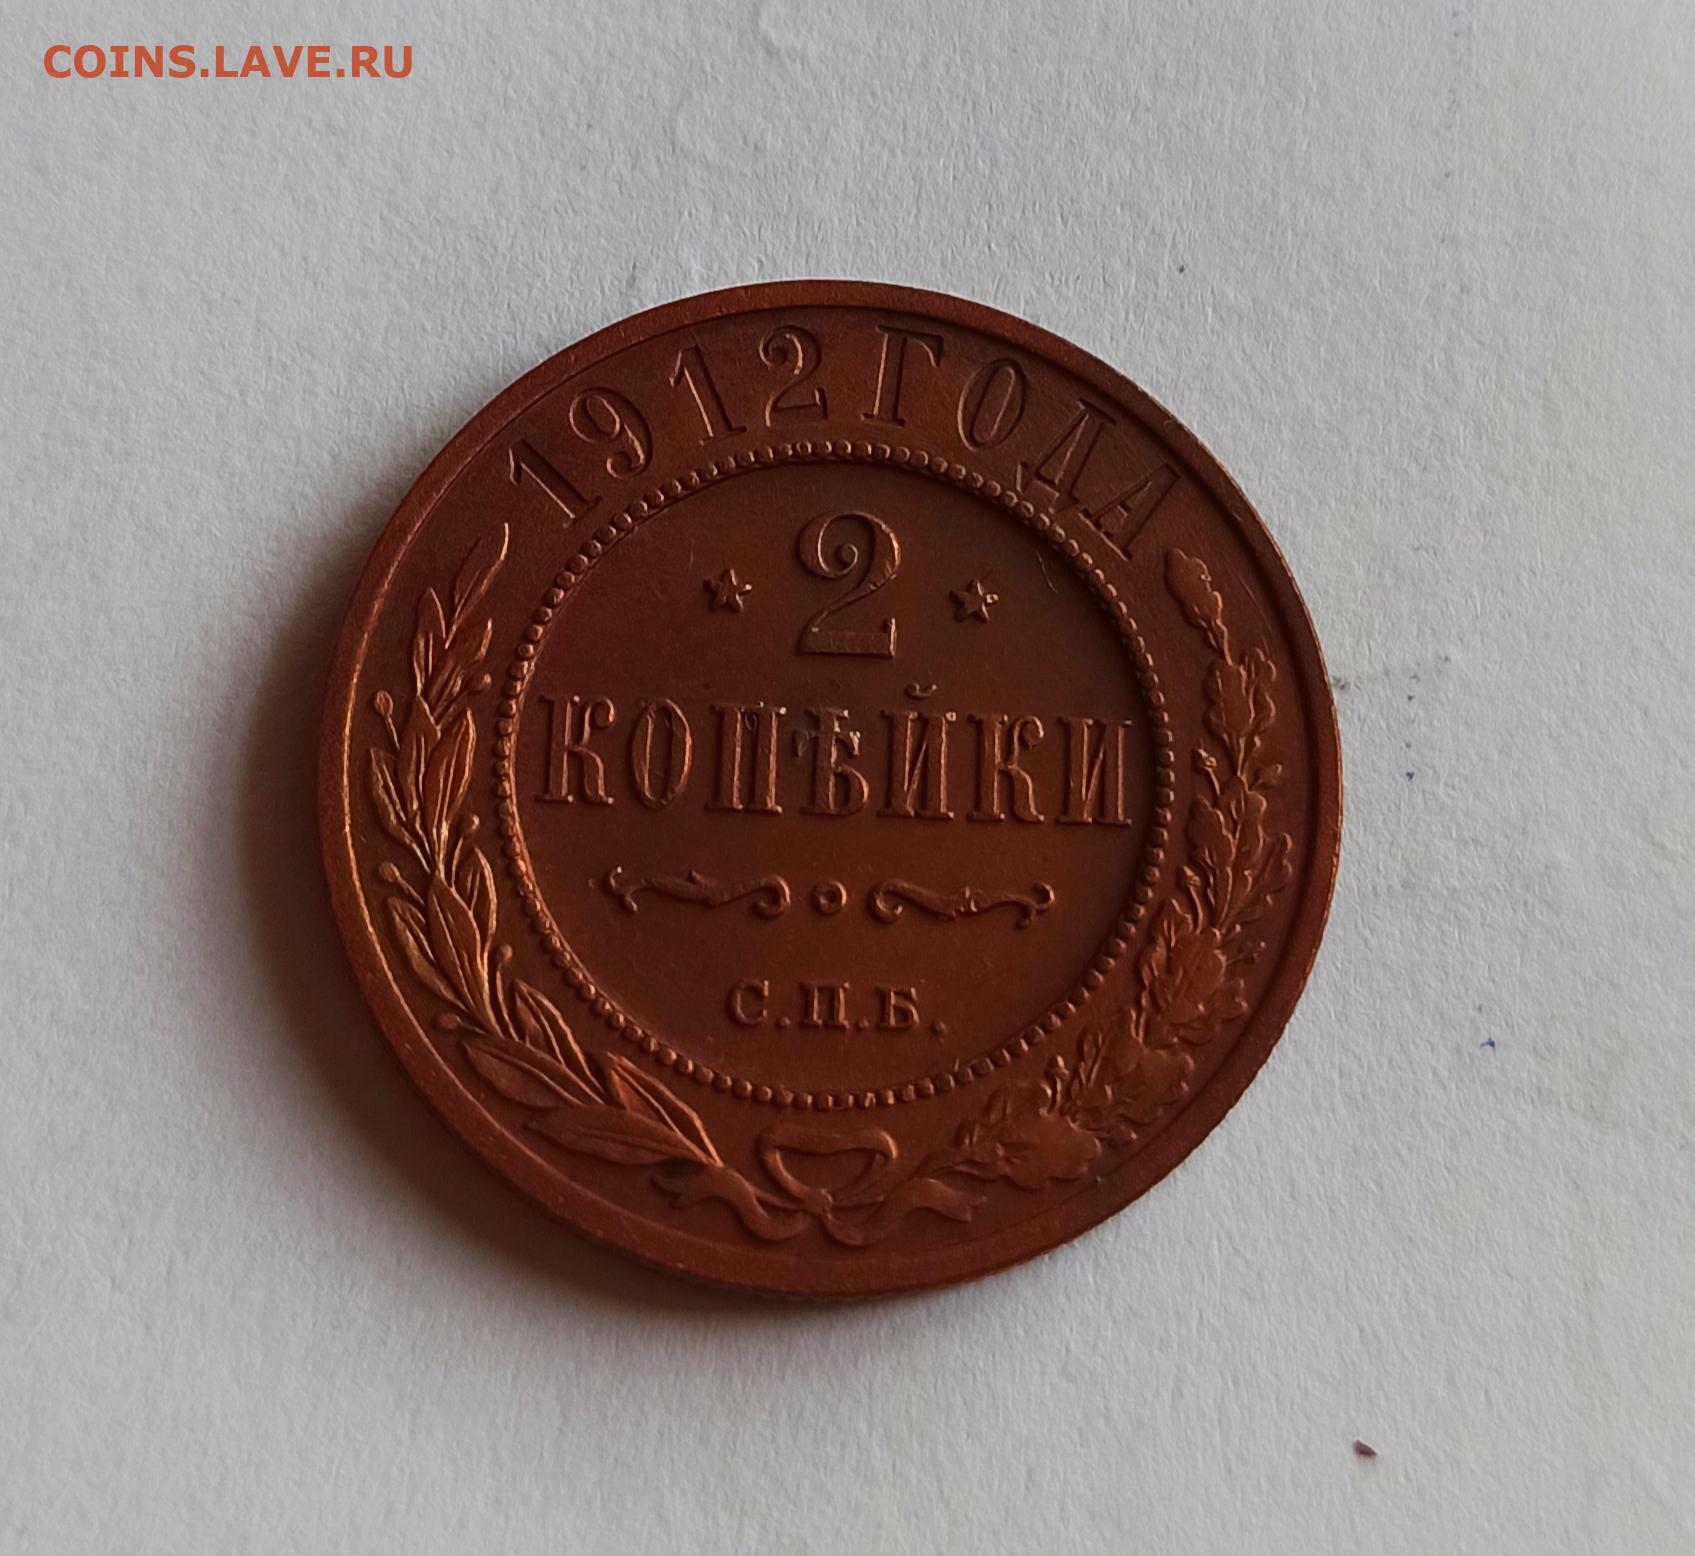 COINS.LAVE.RU
1912 ГОДА
2
КОПѢЙКИ
С.П.Б.